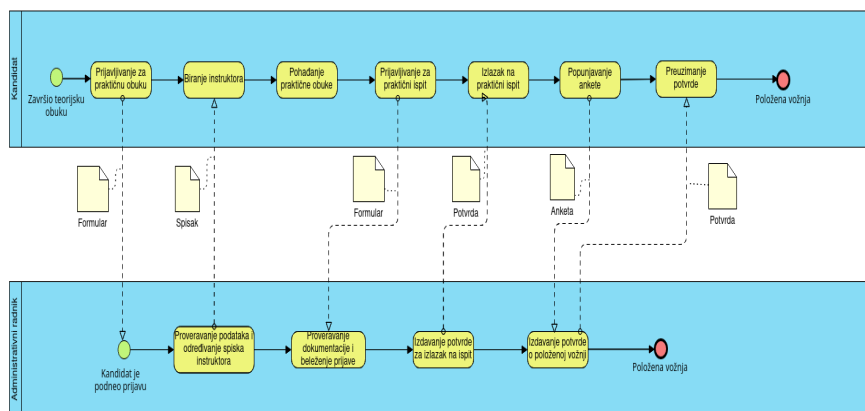 Kandidat
Završio teorijsku
obuku
Prijavljivanje za
praktičnu obuku
Biranje instruktora
Pohađanje
praktične obuke
Prijavljivanje za
praktični ispit
Izlazak na
praktični ispit
Popunjavanje
ankete
Preuzimanje
potvrde
Položena vožnja
Formular
Spisak
Formular
Potvrda
Anketa
Potvrda
Administrativni radnik
Kandidat je
podneo prijavu
Proveravanje podataka i
određivanje spiska
instruktora
Proveravanje
dokumentacije i
beleženje prijave
Izdavanje potvrde
za izlazak na ispit
Izdavanje potvrde
o položenoj vožnji
Položena vožnja